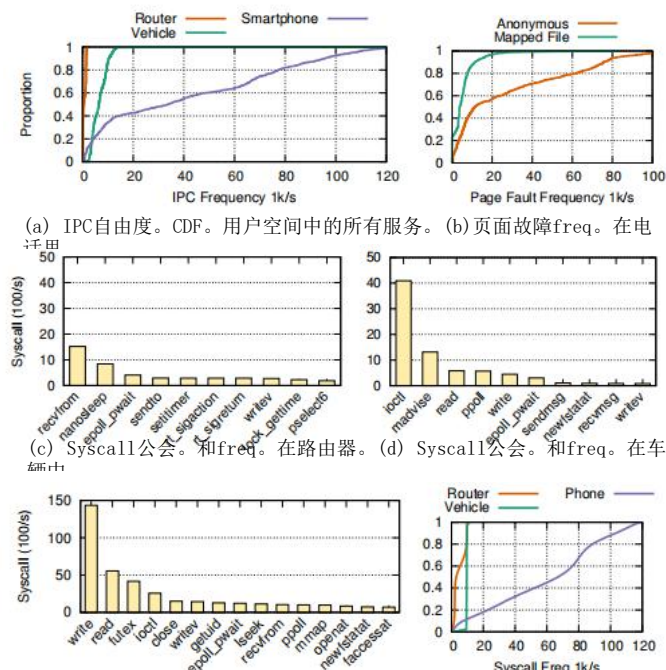 Router Smartphone
Vehicle
1
0.8
0.6
0.4
0.2
0
Proportion
0 20 40 60 80 100 120
IPC Frequency 1k/s
Anonymous
Mapped File
1
0.8
0.6
0.4
0.2
0
0 20 40 60 80 100
Page Fault Frequency 1k/s
(a) IPC自由度。CDF。用户空间中的所有服务。(b)页面故障freq。在电
话里
50
40
30
20
10
0
Syscall (100/s)
recvfrom
nanosleep
epoll_pwait
sendto
setitimer
rt_sigaction
rt_sigreturn
writev
clock_gettime
pselect6
50
40
30
20
10
0
ioctl
madvise
read
ppoll
write
epoll_pwait
sendmsg
newfstatat
recvmsg
writev
(c) Syscall公会。和freq。在路由器。(d) Syscall公会。和freq。在车
辆中
150
100
50
0
Syscall (100/s)
write
read
futex
ioctl
close
writev
getuid
epoll_pwait
lseek
recvfrom
ppoll
mmap
openat
newfstatat
faccessat
Router Phone
Vehicle
1
0.8
0.6
0.4
0.2
0
0 20 40 60 80 100 120
Syscall Freq 1k/s